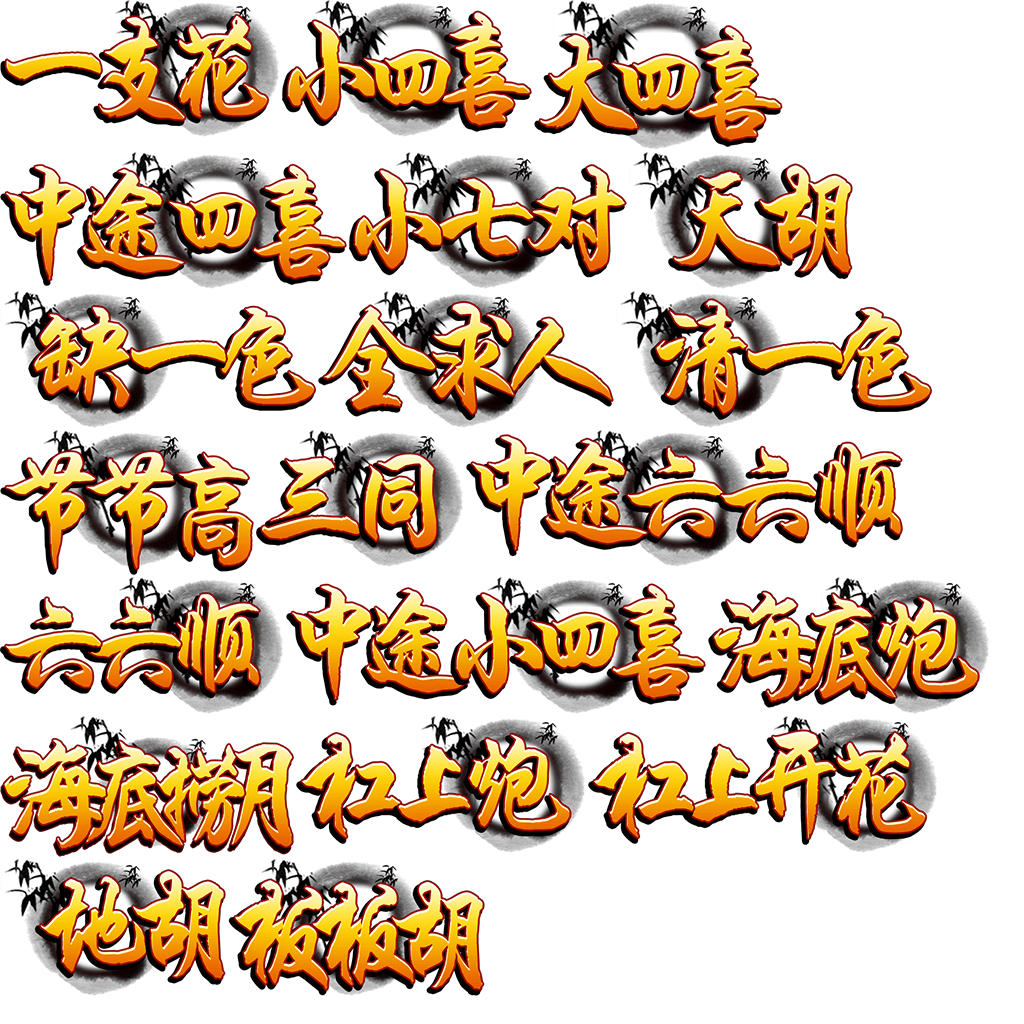 一支花 小四喜 大四喜
中途四喜 小七对 天胡
缺一色 全求人 清一色
节节高 三同 中途六六顺
六六顺 中途小四喜 海底炮
海底捞月 杠上炮 杠上开花
地胡 板板胡